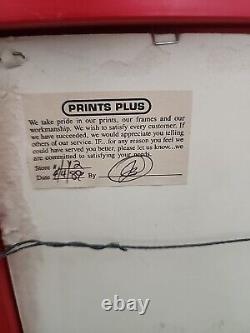 PRINTS PLUS
We take pride in our prints, our frames and our
workmanship. We wish to satisfy every customer. If
we have succeeded, we would appreciate you telling
others of our service. IF...for any reason you feel we
could have served you better, please let us know...we
are committed to satisfying your needs.
Store #142
Date By